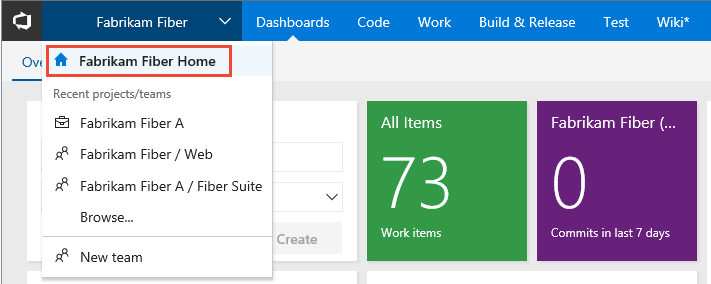 Fabrikam Fiber
Dashboards
Code
Work
Build & Release
Test
Wiki*
Fabrikam Fiber Home
Recent projects/teams
Fabrikam Fiber A
Fabrikam Fiber / Web
Fabrikam Fiber A / Fiber Suite
Browse...
New team
Create
All Items
73
Work items
Fabrikam Fiber (...
0
Commits in last 7 days